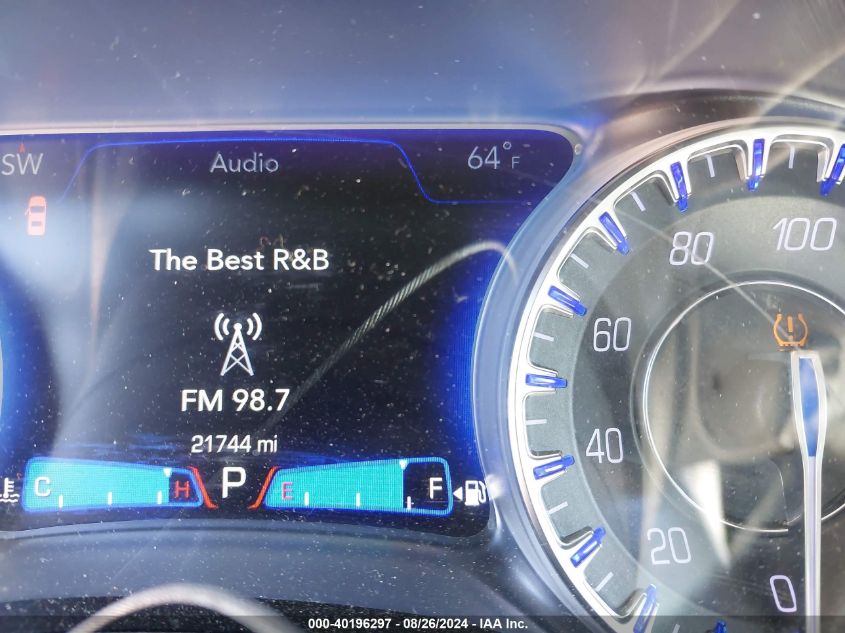 SW Audio 64°F
The Best R&B
FM 98.7
21744 mi
C H P E F
100
80
60
40
20
0
000-40196297 - 08/26/2024 - IAA Inc.